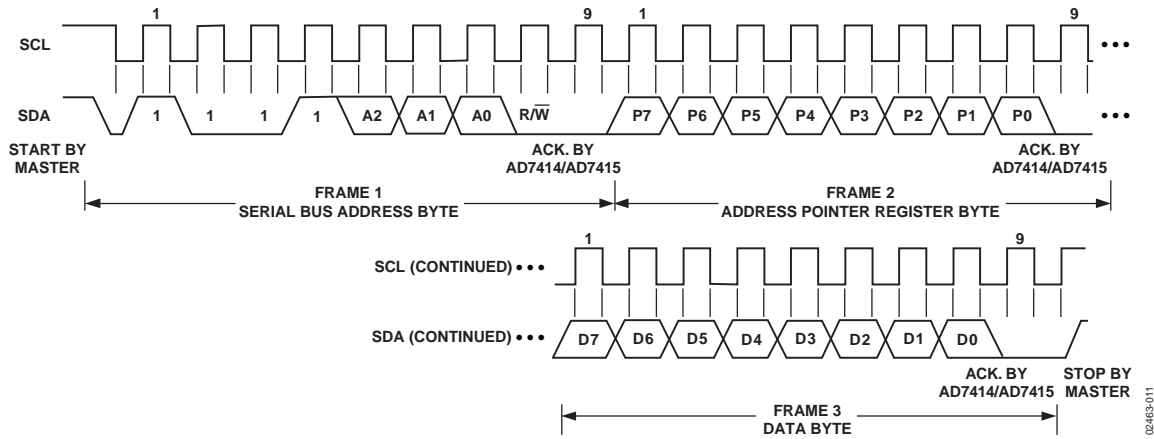 1 9 1 9
SCL
SDA 1 1 1 1 A2 A1 A0 R/W̅ P7 P6 P5 P4 P3 P2 P1 P0
START BY MASTER
ACK. BY AD7414/AD7415
ACK. BY AD7414/AD7415
FRAME 1
SERIAL BUS ADDRESS BYTE
FRAME 2
ADDRESS POINTER REGISTER BYTE
1 9
SCL (CONTINUED)
SDA (CONTINUED) D7 D6 D5 D4 D3 D2 D1 D0
ACK. BY AD7414/AD7415
STOP BY MASTER
FRAME 3
DATA BYTE
02463-011